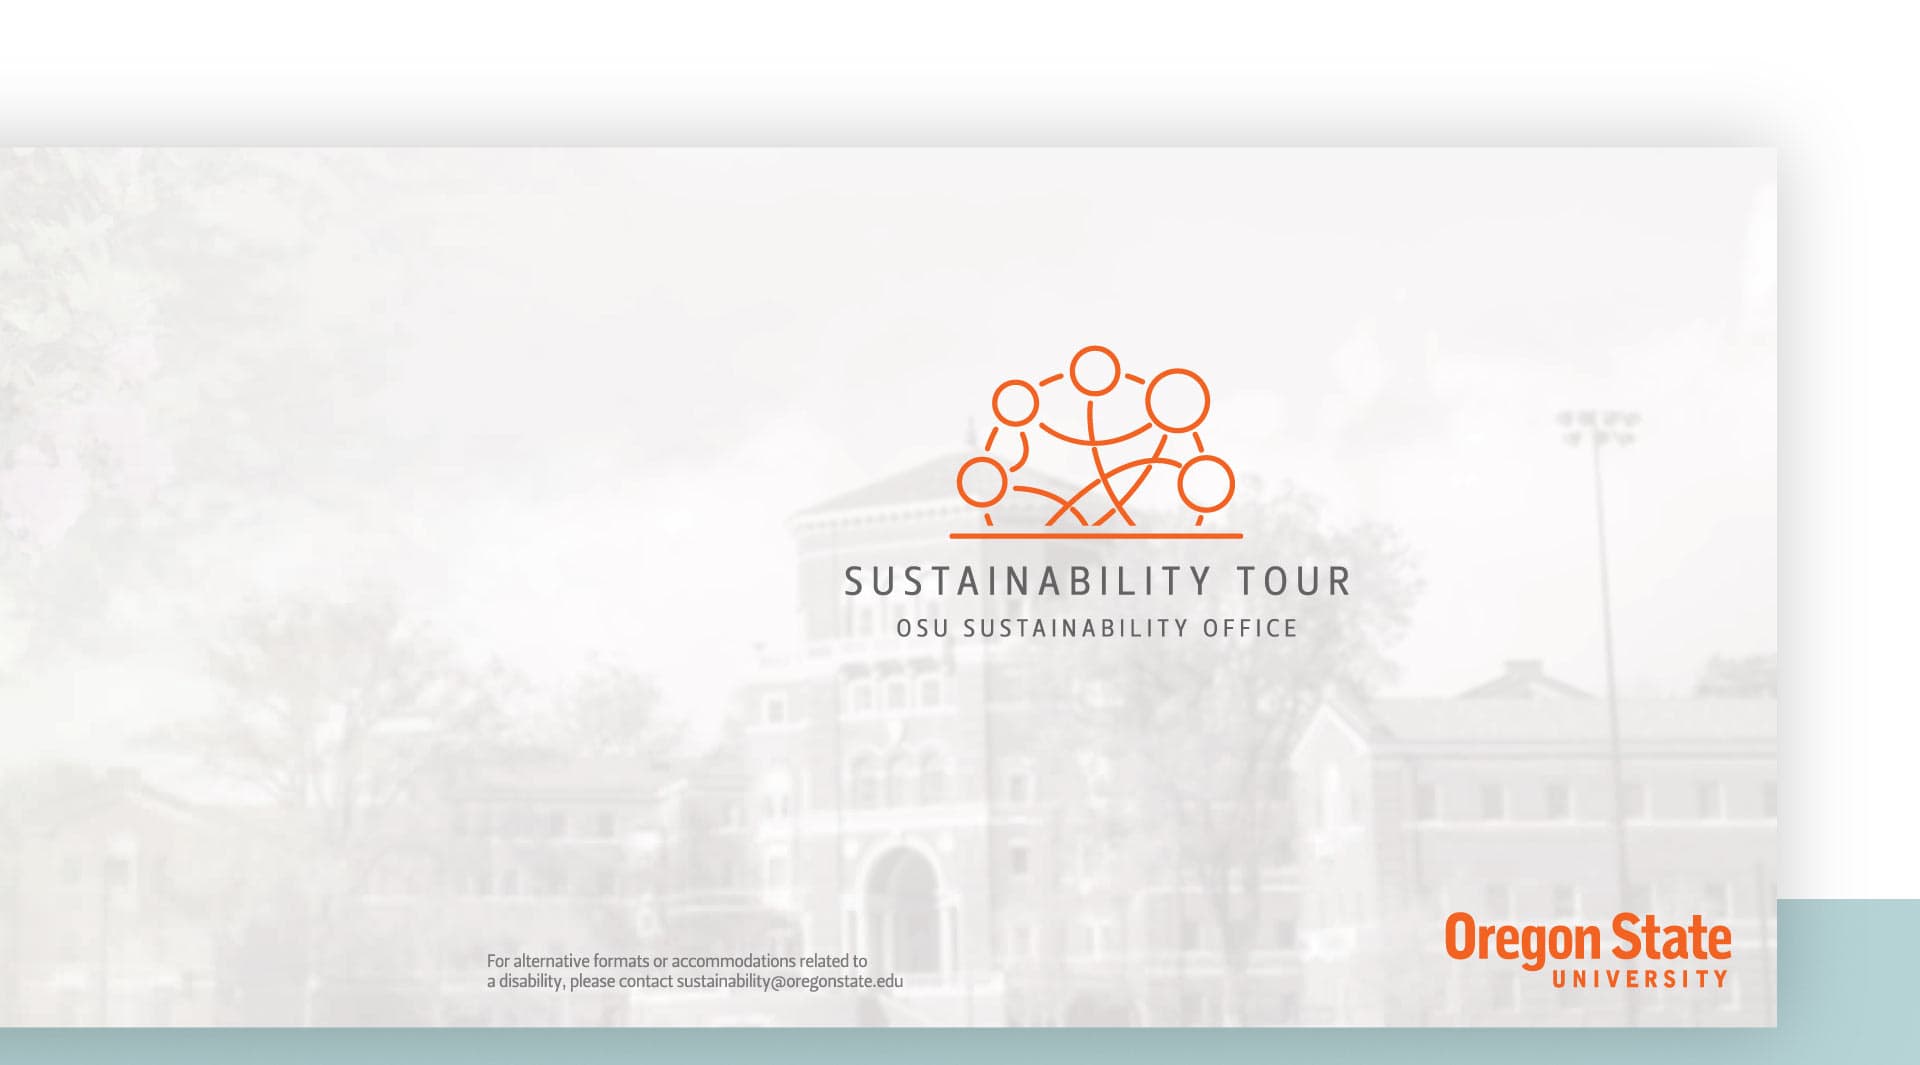 SUSTAINABILITY TOUR
OSU SUSTAINABILITY OFFICE
For alternative formats or accommodations related to
a disability, please contact sustainability@oregonstate.edu
Oregon State
UNIVERSITY